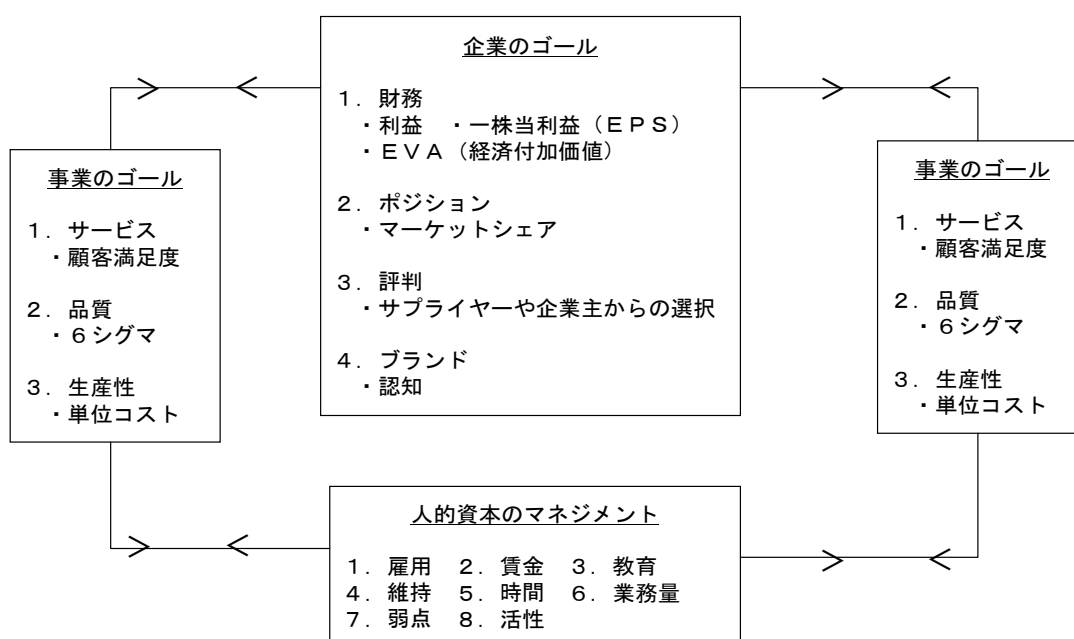 企業のゴール
１．財務
・利益　・一株当利益（ＥＰＳ）
・ＥＶＡ（経済付加価値）
２．ポジション
・マーケットシェア
３．評判
・サプライヤーや企業主からの選択
４．ブランド
・認知
事業のゴール
１．サービス
・顧客満足度
２．品質
・６シグマ
３．生産性
・単位コスト
事業のゴール
１．サービス
・顧客満足度
２．品質
・６シグマ
３．生産性
・単位コスト
人的資本のマネジメント
１．雇用　２．賃金　３．教育
４．維持　５．時間　６．業務量
７．弱点　８．活性